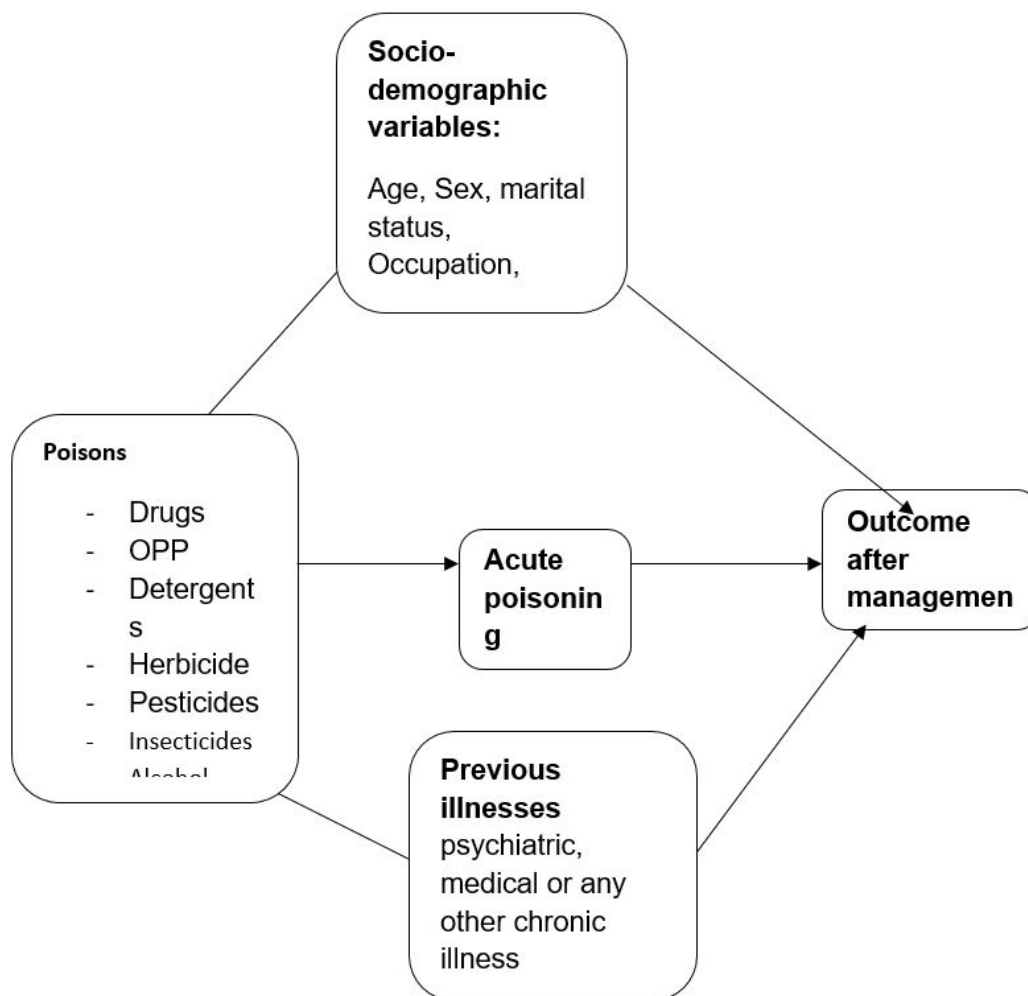 Socio-
demographic
variables:
Age, Sex, marital
status,
Occupation,
Poisons
- Drugs
- OPP
- Detergent
s
- Herbicide
- Pesticides
- Insecticides
Alcohol
Acute
poisonin
g
Outcome
after
managemen
Previous
illnesses
psychiatric,
medical or any
other chronic
illness